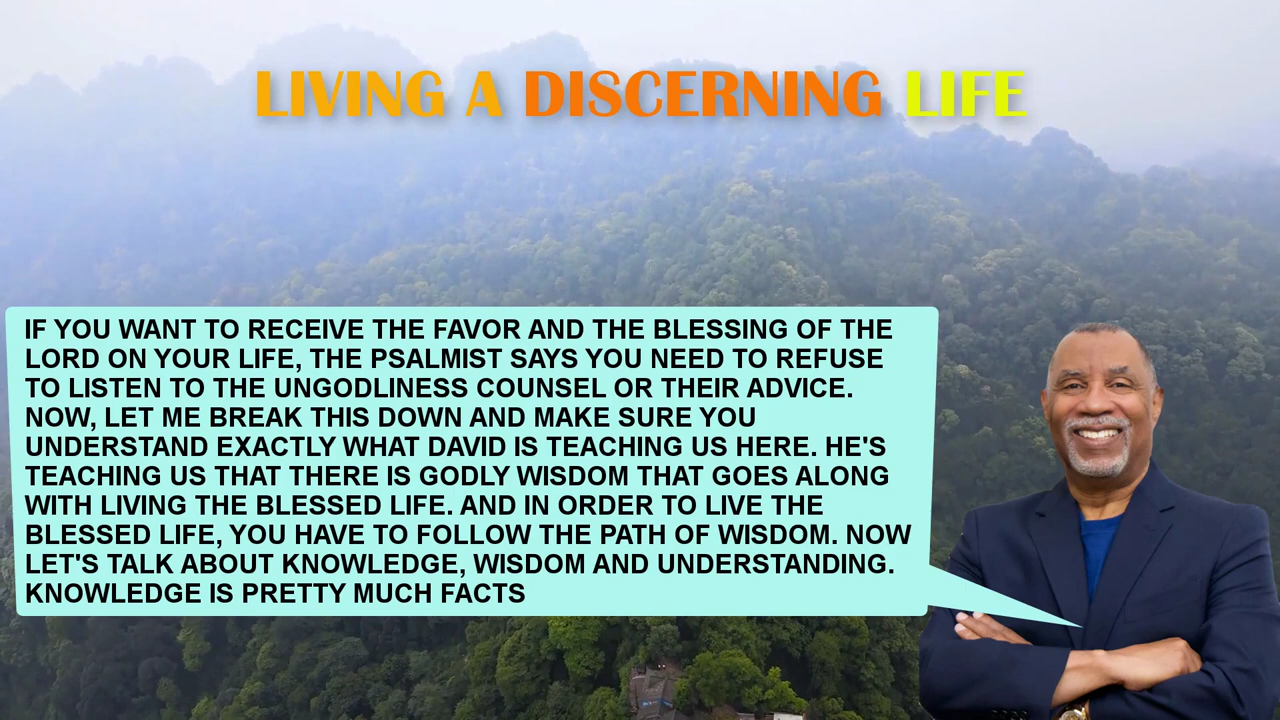 LIVING A DISCERNING LIFE
IF YOU WANT TO RECEIVE THE FAVOR AND THE BLESSING OF THE
LORD ON YOUR LIFE, THE PSALMIST SAYS YOU NEED TO REFUSE
TO LISTEN TO THE UNGODLINESS COUNSEL OR THEIR ADVICE.
NOW, LET ME BREAK THIS DOWN AND MAKE SURE YOU
UNDERSTAND EXACTLY WHAT DAVID IS TEACHING US HERE. HE'S
TEACHING US THAT THERE IS GODLY WISDOM THAT GOES ALONG
WITH LIVING THE BLESSED LIFE. AND IN ORDER TO LIVE THE
BLESSED LIFE, YOU HAVE TO FOLLOW THE PATH OF WISDOM. NOW
LET'S TALK ABOUT KNOWLEDGE, WISDOM AND UNDERSTANDING.
KNOWLEDGE IS PRETTY MUCH FACTS